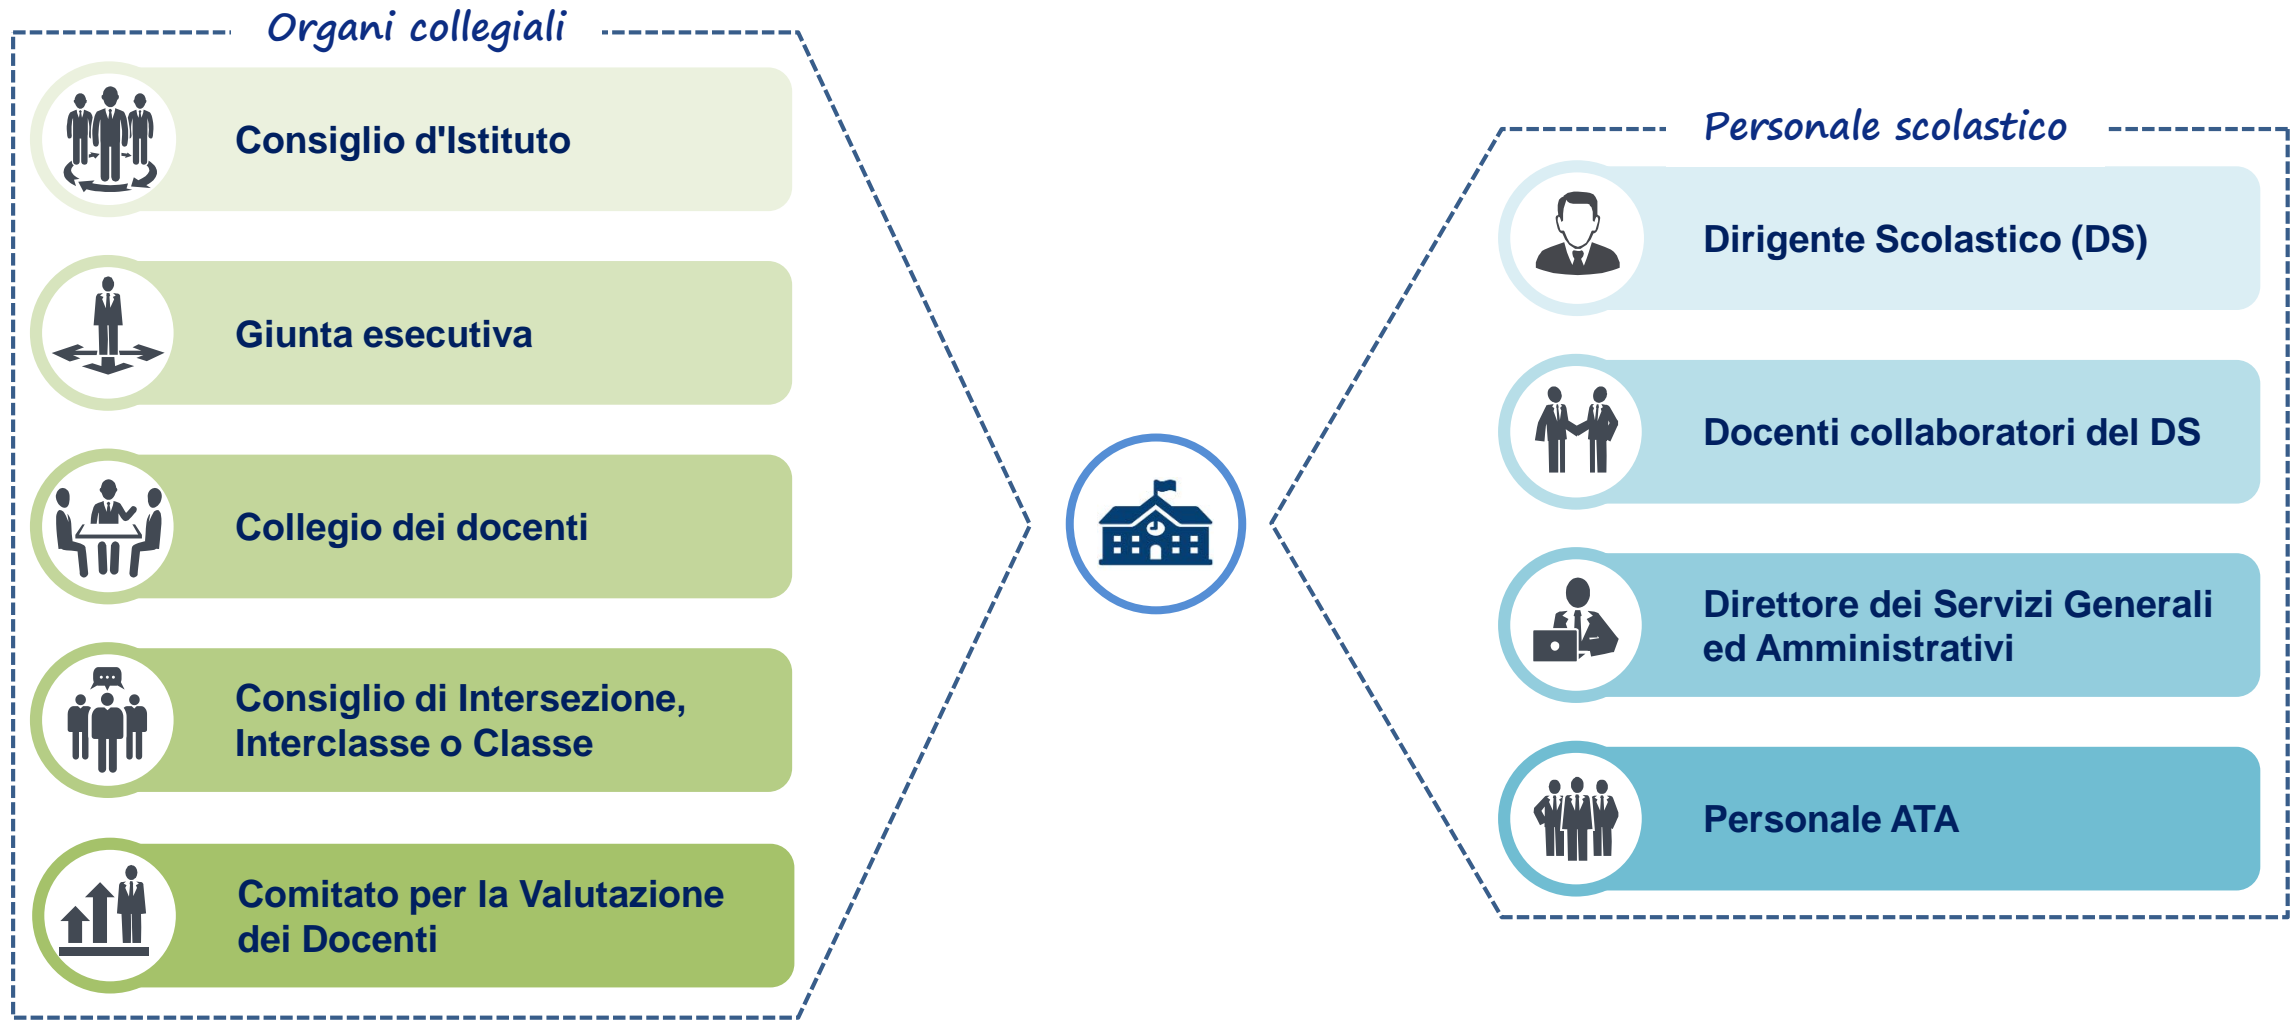 Organi collegiali
Consiglio d'Istituto
Giunta esecutiva
Collegio dei docenti
Consiglio di Intersezione,
Interclasse o Classe
Comitato per la Valutazione
dei Docenti
Personale scolastico
Dirigente Scolastico (DS)
Docenti collaboratori del DS
Direttore dei Servizi Generali
ed Amministrativi
Personale ATA